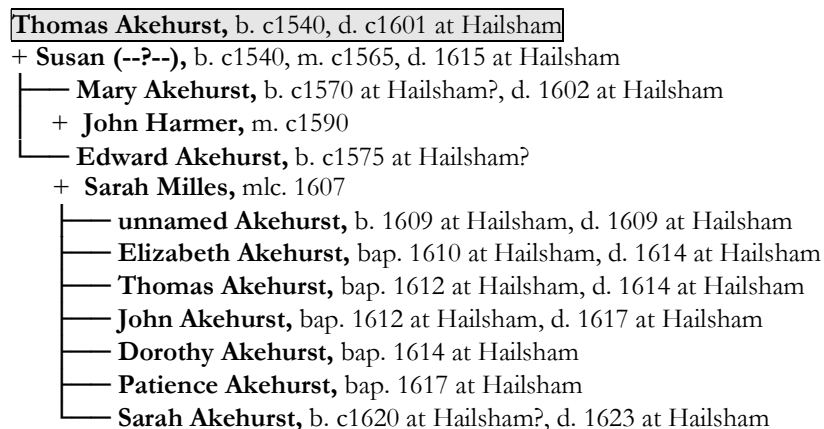 Thomas Akehurst, b. c1540, d. c1601 at Hailsham
+ Susan (--?--), b. c1540, m. c1565, d. 1615 at Hailsham
Mary Akehurst, b. c1570 at Hailsham?, d. 1602 at Hailsham
+ John Harmer, m. c1590
Edward Akehurst, b. c1575 at Hailsham?
+ Sarah Milles, mlc. 1607
unnamed Akehurst, b. 1609 at Hailsham, d. 1609 at Hailsham
Elizabeth Akehurst, bap. 1610 at Hailsham, d. 1614 at Hailsham
Thomas Akehurst, bap. 1612 at Hailsham, d. 1614 at Hailsham
John Akehurst, bap. 1612 at Hailsham, d. 1617 at Hailsham
Dorothy Akehurst, bap. 1614 at Hailsham
Patience Akehurst, bap. 1617 at Hailsham
Sarah Akehurst, b. c1620 at Hailsham?, d. 1623 at Hailsham